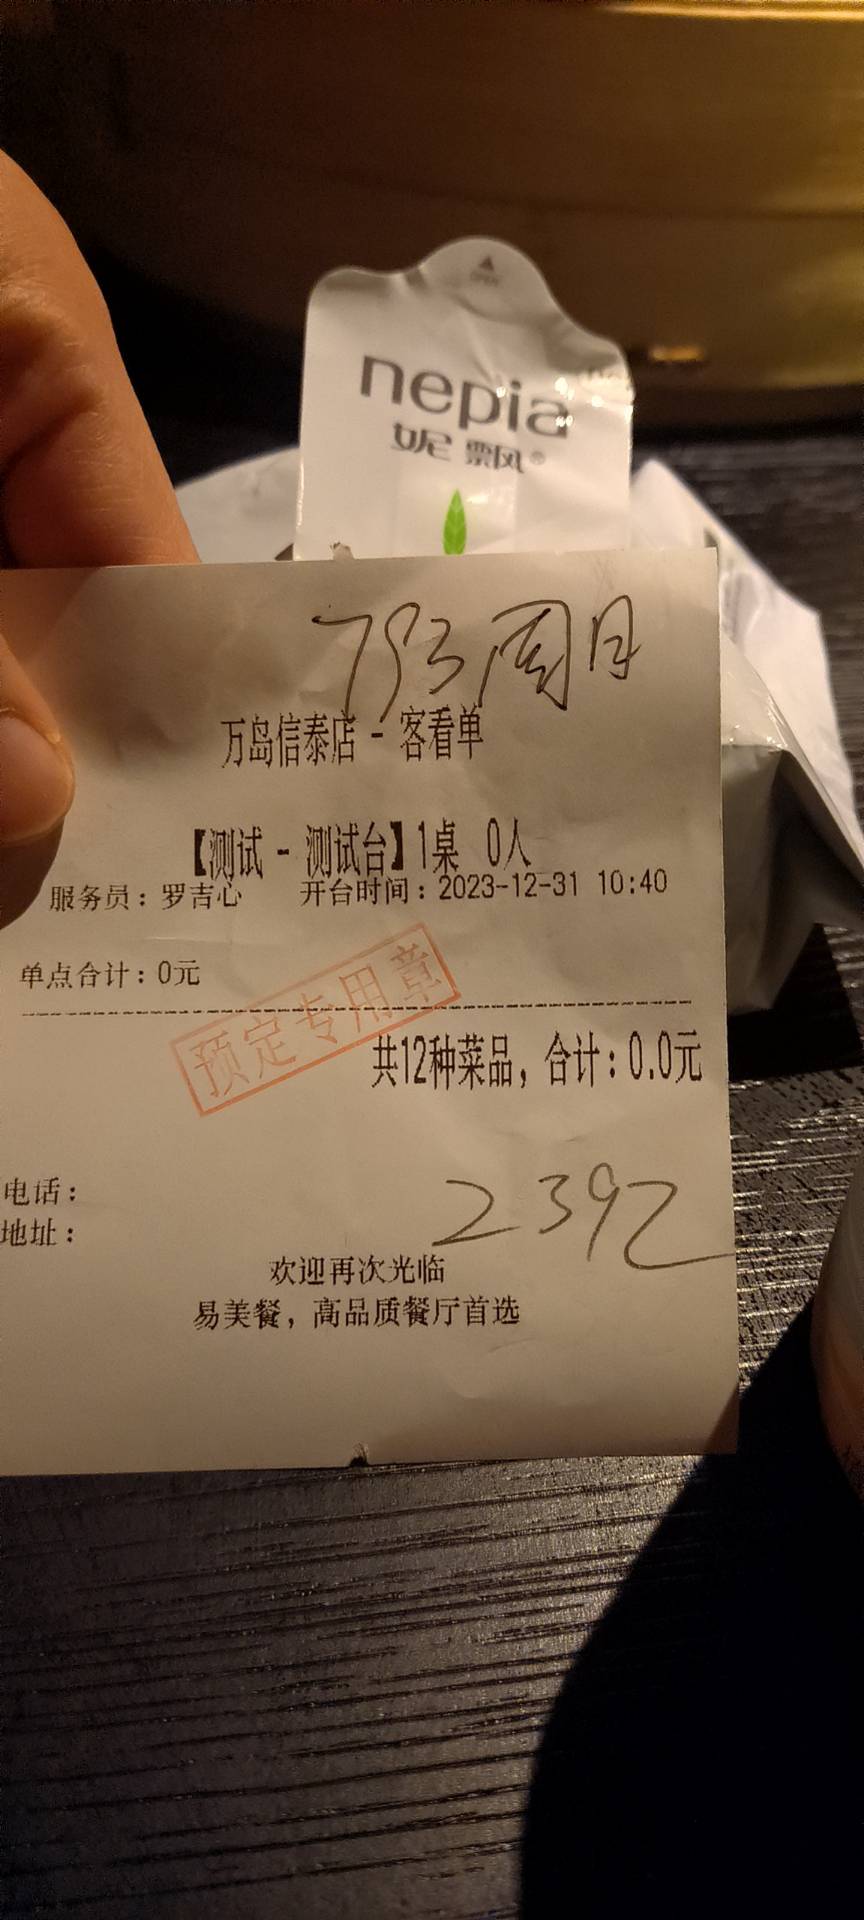 nepia
妮飘®
793周日
万岛信泰店 - 客看单
【测试 - 测试台】1桌 0人
服务员：罗吉心 开台时间：2023-12-31 10:40
单点合计：0元
预定专用章
共12种菜品，合计：0.0元
2392
电话：
地址：
欢迎再次光临
易美餐，高品质餐厅首选